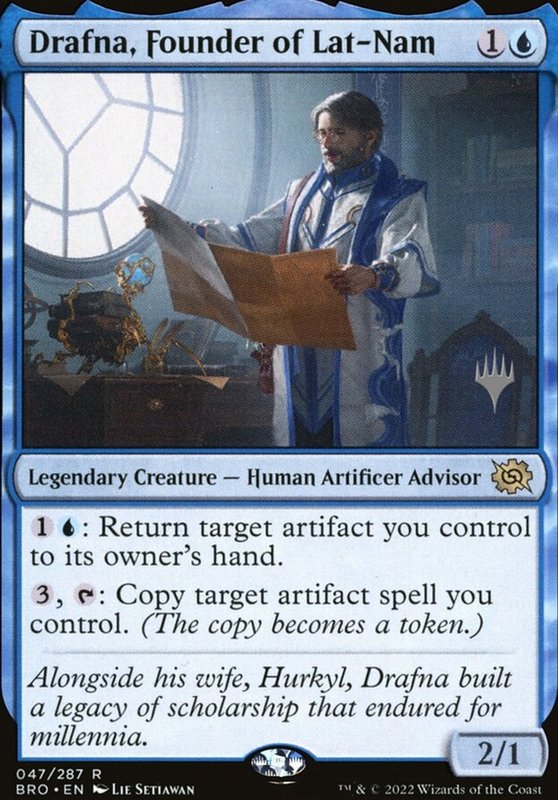 Drafna, Founder of Lat-Nam 1
Legendary Creature — Human Artificer Advisor
1 : Return target artifact you control
to its owner's hand.
3, : Copy target artifact spell you
control. (The copy becomes a token.)
Alongside his wife, Hurkyl, Drafna built
a legacy of scholarship that endured for
millennia.
2/1
047/287 R
BRO • EN Lie Setiawan
™ & © 2022 Wizards of the Coast